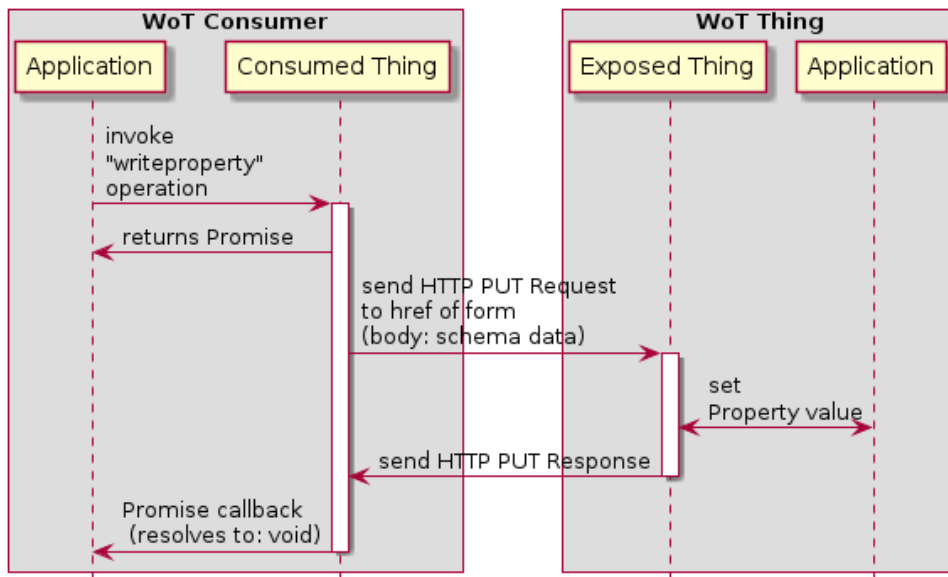 WoT Consumer
WoT Thing
Application
Consumed Thing
Exposed Thing
Application
invoke
"writeproperty"
operation
returns Promise
send HTTP PUT Request
to href of form
(body: schema data)
set
Property value
send HTTP PUT Response
Promise callback
(resolves to: void)